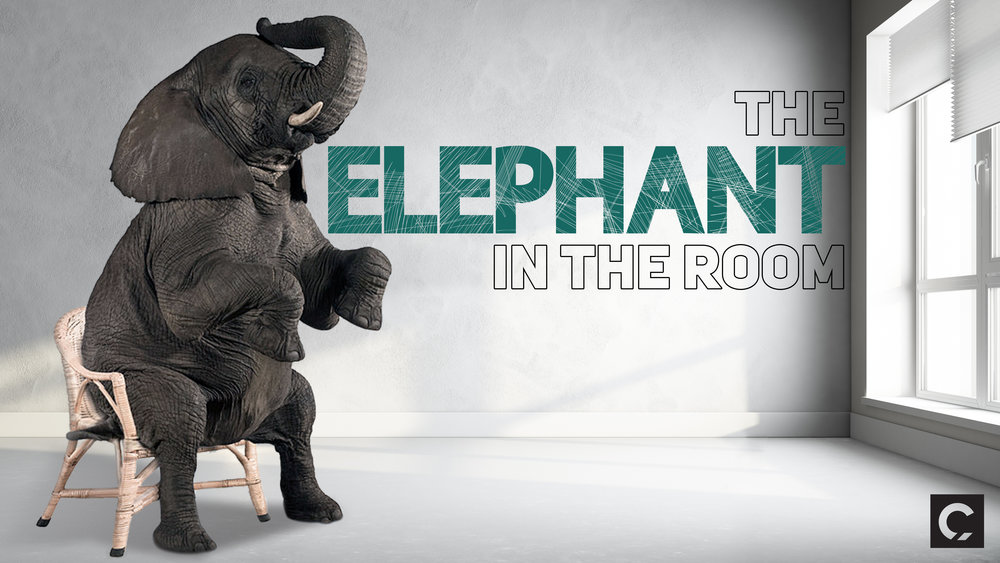 THE
ELEPHANT
IN THE ROOM